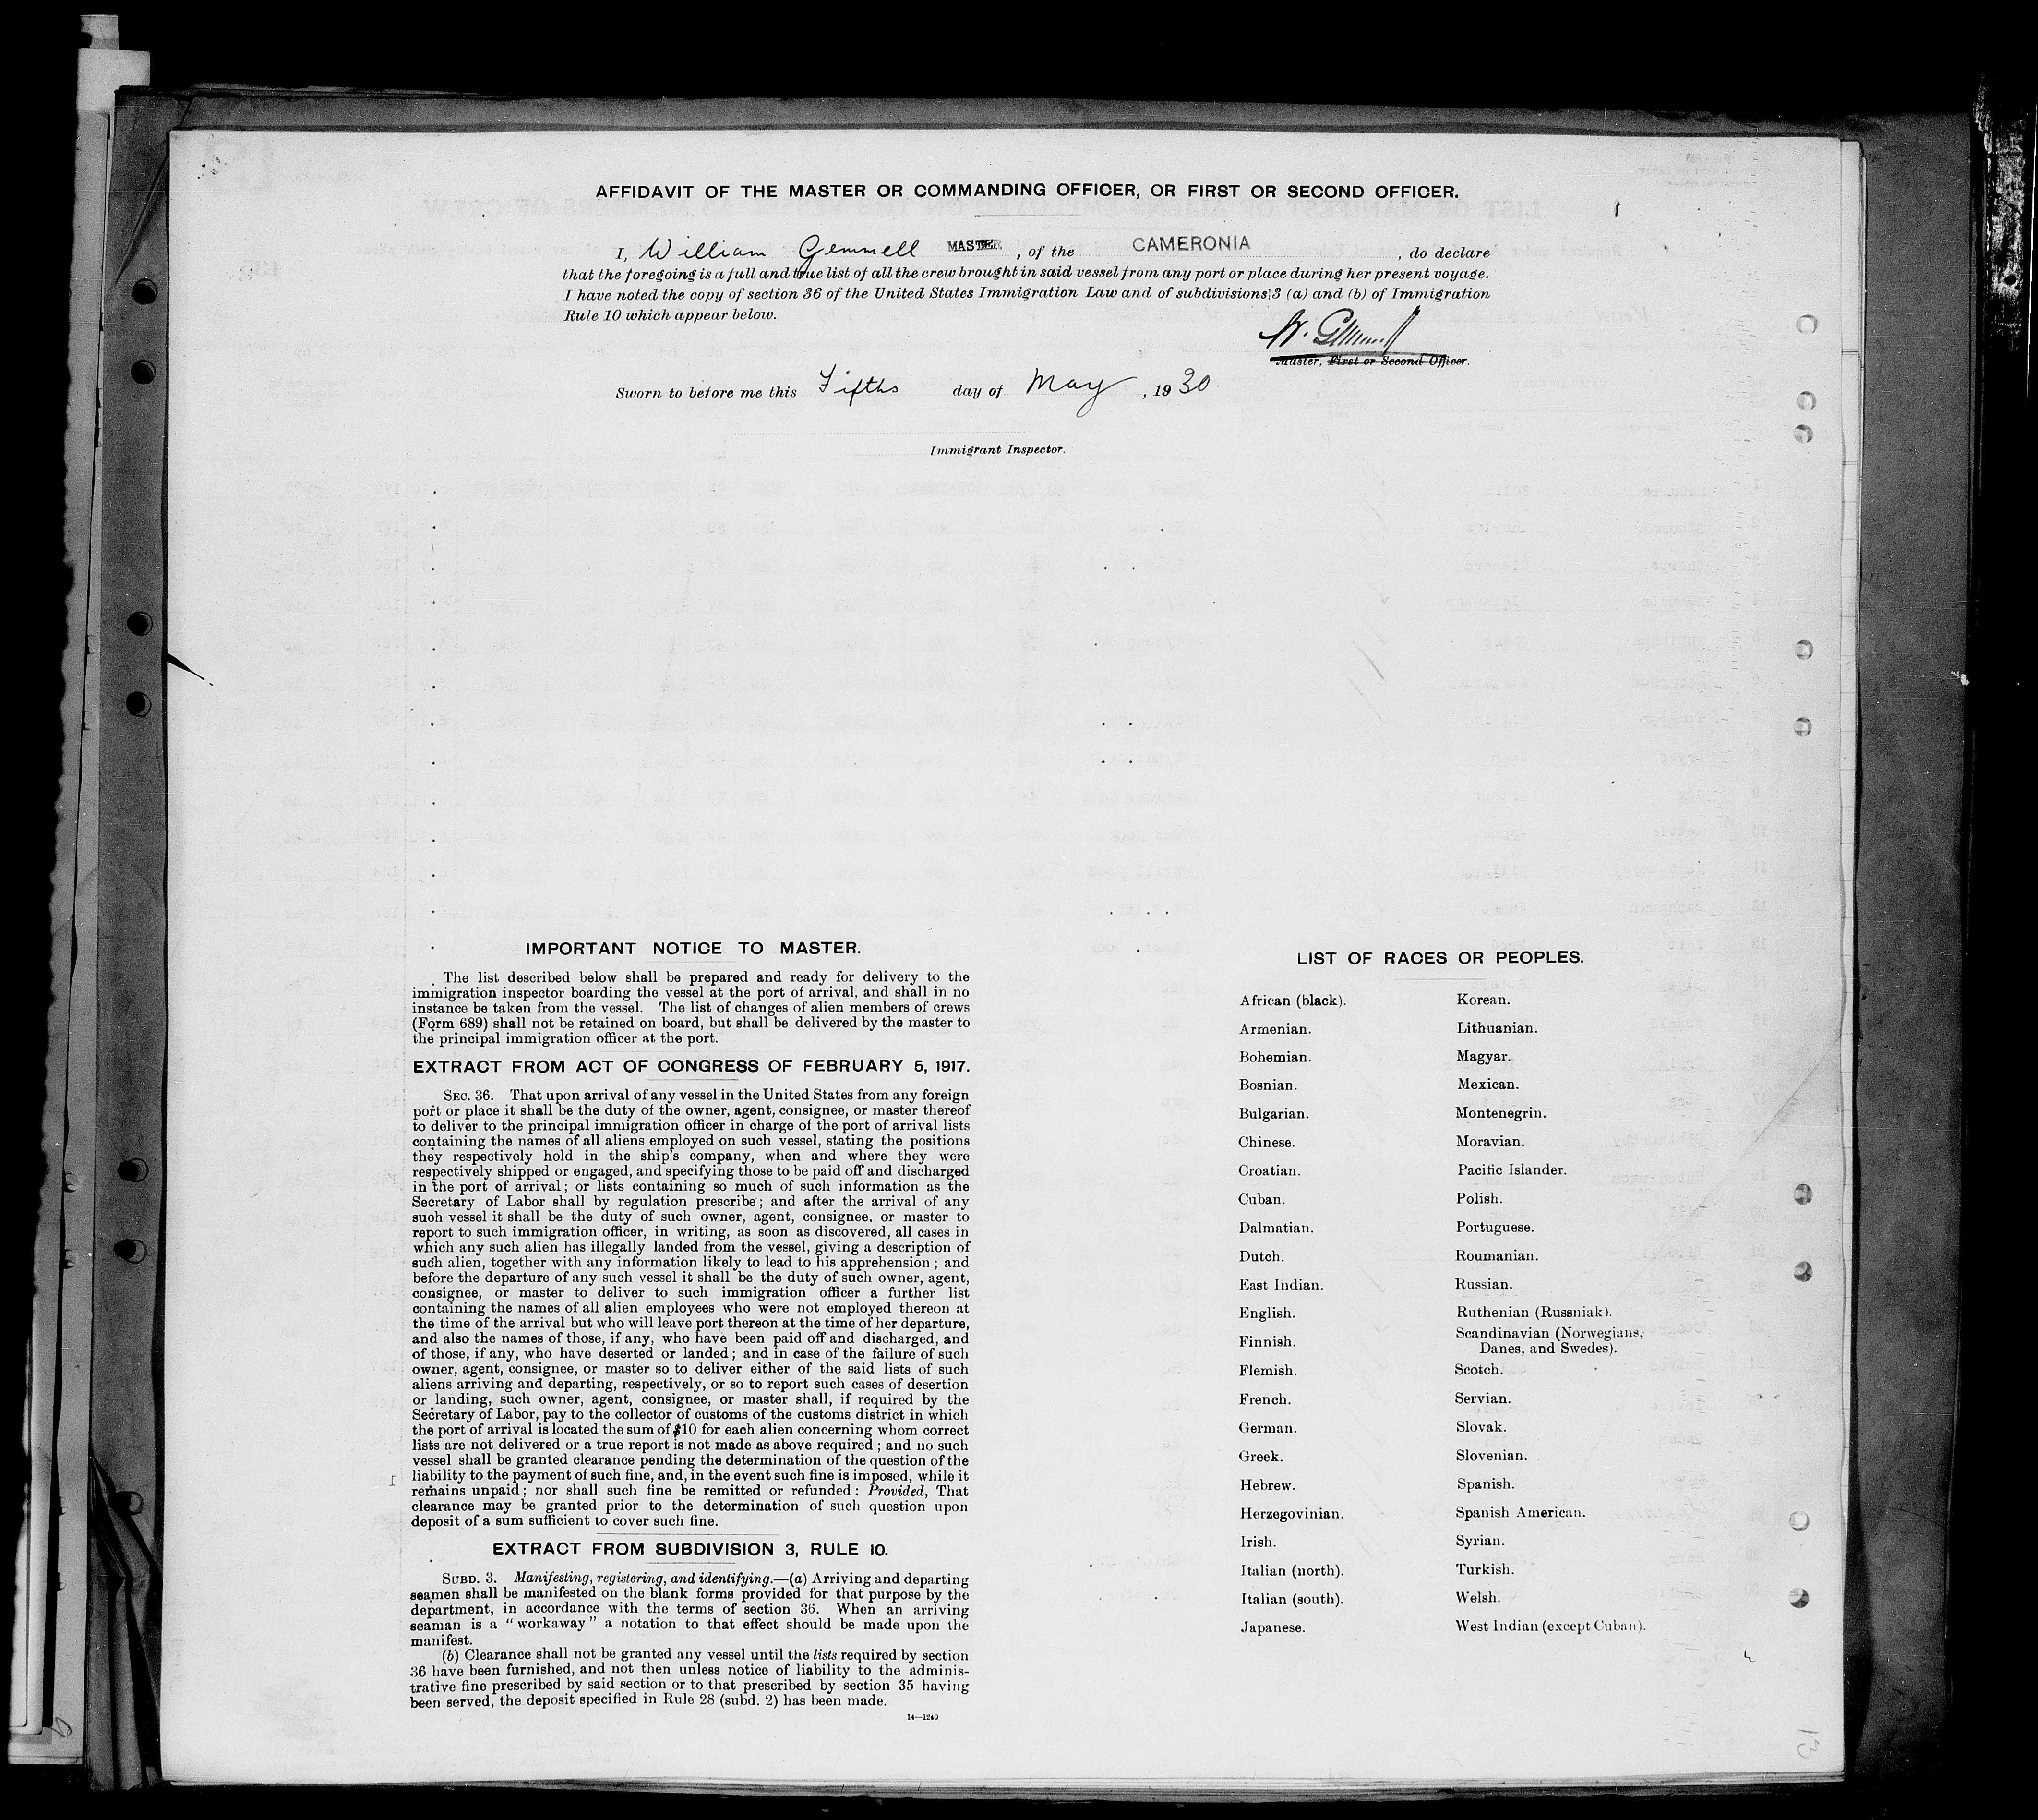 AFFIDAVIT OF THE MASTER OR COMMANDING OFFICER, OR FIRST OR SECOND OFFICER.
I, William Gemmell MASTER, of the CAMERONIA, do declare
that the foregoing is a full and true list of all the crew brought in said vessel from any port or place during her present voyage.
I have noted the copy of section 36 of the United States Immigration Law and of subdivisions 3 (a) and (b) of Immigration
Rule 10 which appear below.
W. Gemmell
Master, First or Second Officer.
Sworn to before me this Fifths day of May, 1930
Immigrant Inspector.
IMPORTANT NOTICE TO MASTER.
The list described below shall be prepared and ready for delivery to the
immigration inspector boarding the vessel at the port of arrival, and shall in no
instance be taken from the vessel. The list of changes of alien members of crews
(Form 689) shall not be retained on board, but shall be delivered by the master to
the principal immigration officer at the port.
EXTRACT FROM ACT OF CONGRESS OF FEBRUARY 5, 1917.
SEC. 36. That upon arrival of any vessel in the United States from any foreign
port or place it shall be the duty of the owner, agent, consignee, or master thereof
to deliver to the principal immigration officer in charge of the port of arrival lists
containing the names of all aliens employed on such vessel, stating the positions
they respectively hold in the ship's company, when and where they were
respectively shipped or engaged, and specifying those to be paid off and discharged
in the port of arrival; or lists containing so much of such information as the
Secretary of Labor shall by regulation prescribe; and after the arrival of any
such vessel it shall be the duty of such owner, agent, consignee, or master to
report to such immigration officer, in writing, as soon as discovered, all cases in
which any such alien has illegally landed from the vessel, giving a description of
such alien, together with any information likely to lead to his apprehension; and
before the departure of any such vessel it shall be the duty of such owner, agent,
consignee, or master to deliver to such immigration officer a further list
containing the names of all alien employees who were not employed thereon at
the time of the arrival but who will leave port thereon at the time of her departure,
and also the names of those, if any, who have been paid off and discharged, and
of those, if any, who have deserted or landed; and in case of the failure of such
owner, agent, consignee, or master so to deliver either of the said lists of such
aliens arriving and departing, respectively, or so to report such cases of desertion
or landing, such owner, agent, consignee, or master shall, if required by the
Secretary of Labor, pay to the collector of customs of the customs district in which
the port of arrival is located the sum of $10 for each alien concerning whom correct
lists are not delivered or a true report is not made as above required; and no such
vessel shall be granted clearance pending the determination of the question of the
liability to the payment of such fine, and, in the event such fine is imposed, while it
remains unpaid; nor shall such fine be remitted or refunded: Provided, That
clearance may be granted prior to the determination of such question upon
deposit of a sum sufficient to cover such fine.
EXTRACT FROM SUBDIVISION 3, RULE 10.
SUBD. 3. Manifesting, registering, and identifying.—(a) Arriving and departing
seamen shall be manifested on the blank forms provided for that purpose by the
department, in accordance with the terms of section 36. When an arriving
seaman is a "workaway" a notation to that effect should be made upon the
manifest.
(b) Clearance shall not be granted any vessel until the lists required by section
36 have been furnished, and not then unless notice of liability to the adminis-
trative fine prescribed by said section or to that prescribed by section 35 having
been served, the deposit specified in Rule 28 (subd. 2) has been made.
14—1240
LIST OF RACES OR PEOPLES.
African (black).
Armenian.
Bohemian.
Bosnian.
Bulgarian.
Chinese.
Croatian.
Cuban.
Dalmatian.
Dutch.
East Indian.
English.
Finnish.
Flemish.
French.
German.
Greek.
Hebrew.
Herzegovinian.
Irish.
Italian (north).
Italian (south).
Japanese.
Korean.
Lithuanian.
Magyar.
Mexican.
Montenegrin.
Moravian.
Pacific Islander.
Polish.
Portuguese.
Roumanian.
Russian.
Ruthenian (Russniak).
Scandinavian (Norwegians,
Danes, and Swedes).
Scotch.
Servian.
Slovak.
Slovenian.
Spanish.
Spanish American.
Syrian.
Turkish.
Welsh.
West Indian (except Cuban).
13